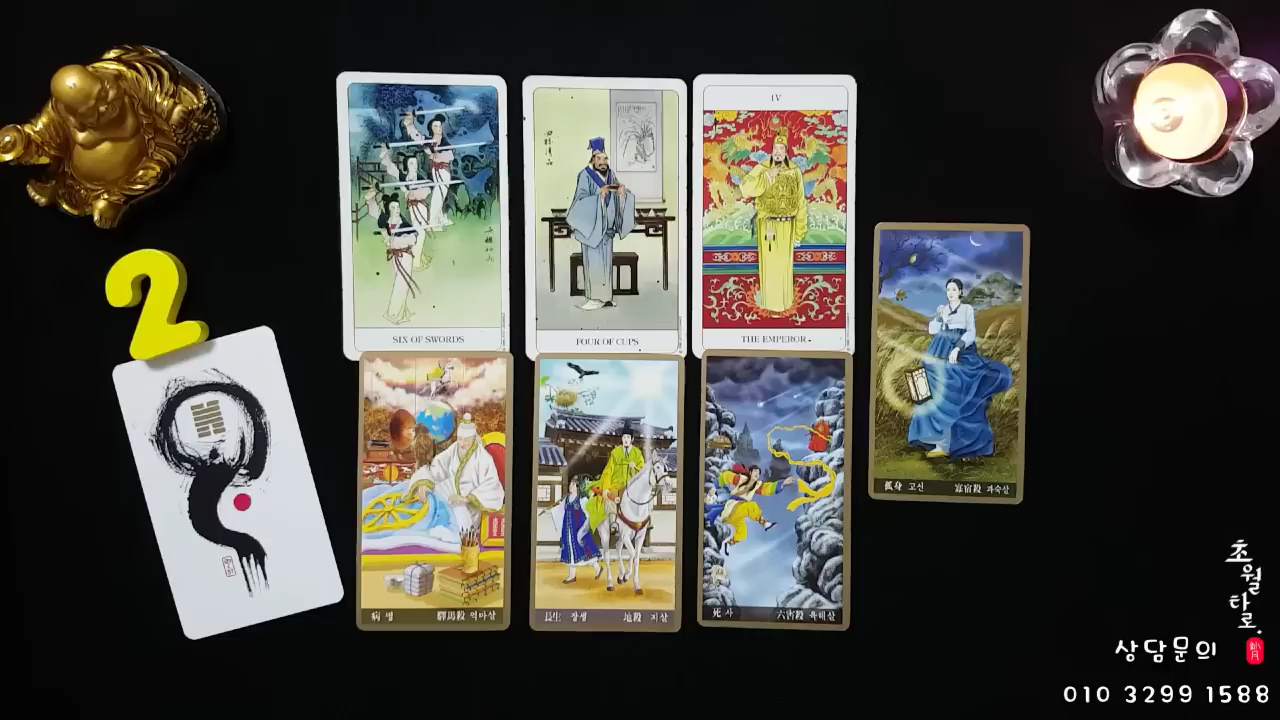 2
SIX OF SWORDS
FOUR OF CUPS
IV
THE EMPEROR
病 병
驛馬殺 역마살
長生 장생
地殺 지살
死 사
六害殺 육해살
孤身 고신
寡宿殺 과숙살
초월타로.
상담문의
010 3299 1588